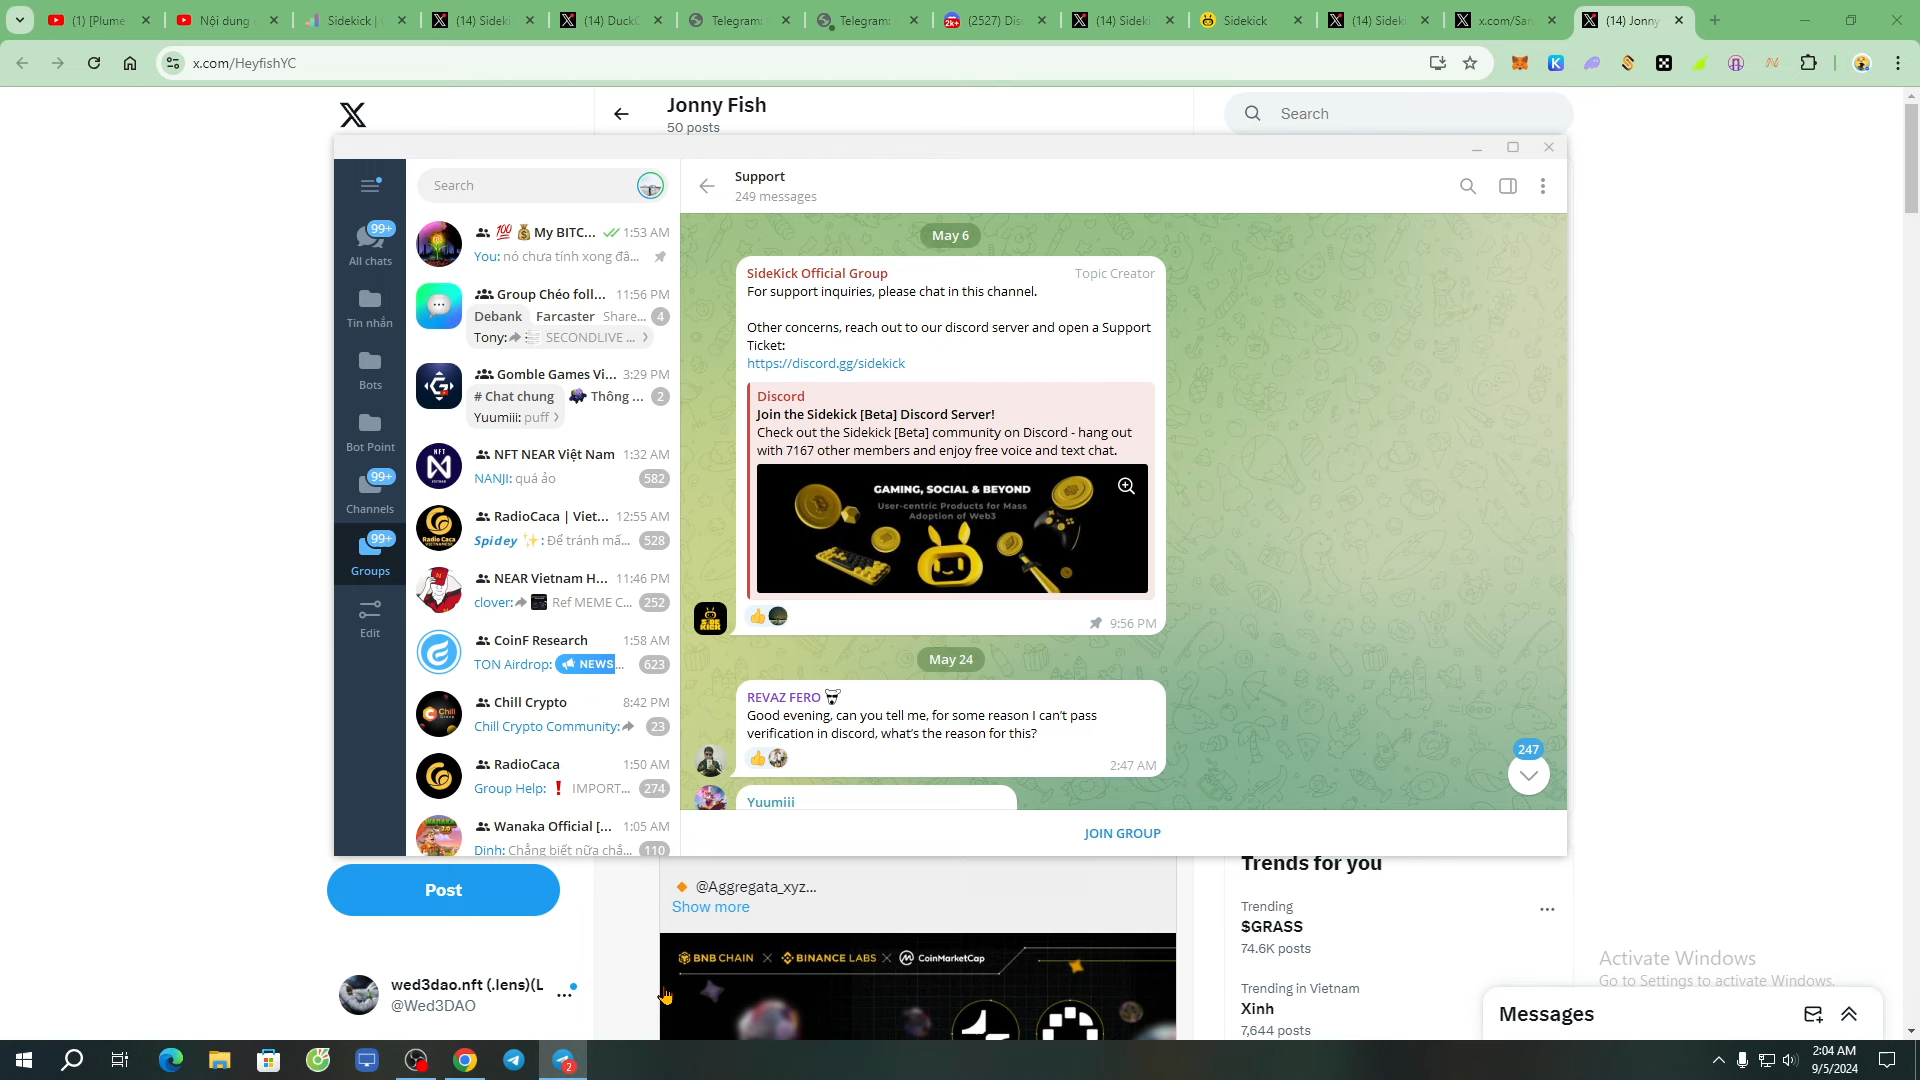 (1) [Plume
Nội dung
Sidekick |
(14) Sideki
(14) DuckC
Telegram:
Telegram:
(2527) Dis
(14) Sideki
Sidekick
(14) Sideki
x.com/San
(14) Jonny
x.com/HeyfishYC
Jonny Fish
50 posts
Search
Search
Support
249 messages
99+
All chats
Tin nhắn
Bots
Bot Point
99+
Channels
99+
Groups
Edit
💯 💰 My BITC... 1:53 AM
You: nó chưa tính xong đâ...
Group Chéo foll... 11:56 PM
Debank Farcaster Share... 4
Tony: SECONDLIVE ...
Gomble Games Vi... 3:29 PM
# Chat chung Thông ... 2
Yuumiii: puff
NFT NEAR Việt Nam 1:32 AM
NANJI: quá ảo 582
RadioCaca | Viet... 12:55 AM
Spidey ✨: Để tránh mấ... 528
NEAR Vietnam H... 11:46 PM
clover: Ref MEME C... 252
CoinF Research 1:58 AM
TON Airdrop: NEWS... 623
Chill Crypto 8:42 PM
Chill Crypto Community: 23
RadioCaca 1:50 AM
Group Help: ❗ IMPORT... 274
Wanaka Official [... 1:05 AM
Dinh: Chẳng biết nữa chắ... 110
May 6
SideKick Official Group Topic Creator
For support inquiries, please chat in this channel.
Other concerns, reach out to our discord server and open a Support
Ticket:
https://discord.gg/sidekick
Discord
Join the Sidekick [Beta] Discord Server!
Check out the Sidekick [Beta] community on Discord - hang out
with 7167 other members and enjoy free voice and text chat.
GAMING, SOCIAL & BEYOND
User-centric Products for Mass
Adoption of Web3
SIDE
KICK
9:56 PM
May 24
REVAZ FERO
Good evening, can you tell me, for some reason I can't pass
verification in discord, what's the reason for this?
2:47 AM
Yuumiii
247
JOIN GROUP
Post
wed3dao.nft (.lens)(L
@Wed3DAO
🔸 @Aggregata_xyz...
Show more
BNB CHAIN × BINANCE LABS × CoinMarketCap
Trends for you
Trending
$GRASS
74.6K posts
Trending in Vietnam
Xinh
7,644 posts
Activate Windows
Go to Settings to activate Windows.
Messages
2
2:04 AM
9/5/2024